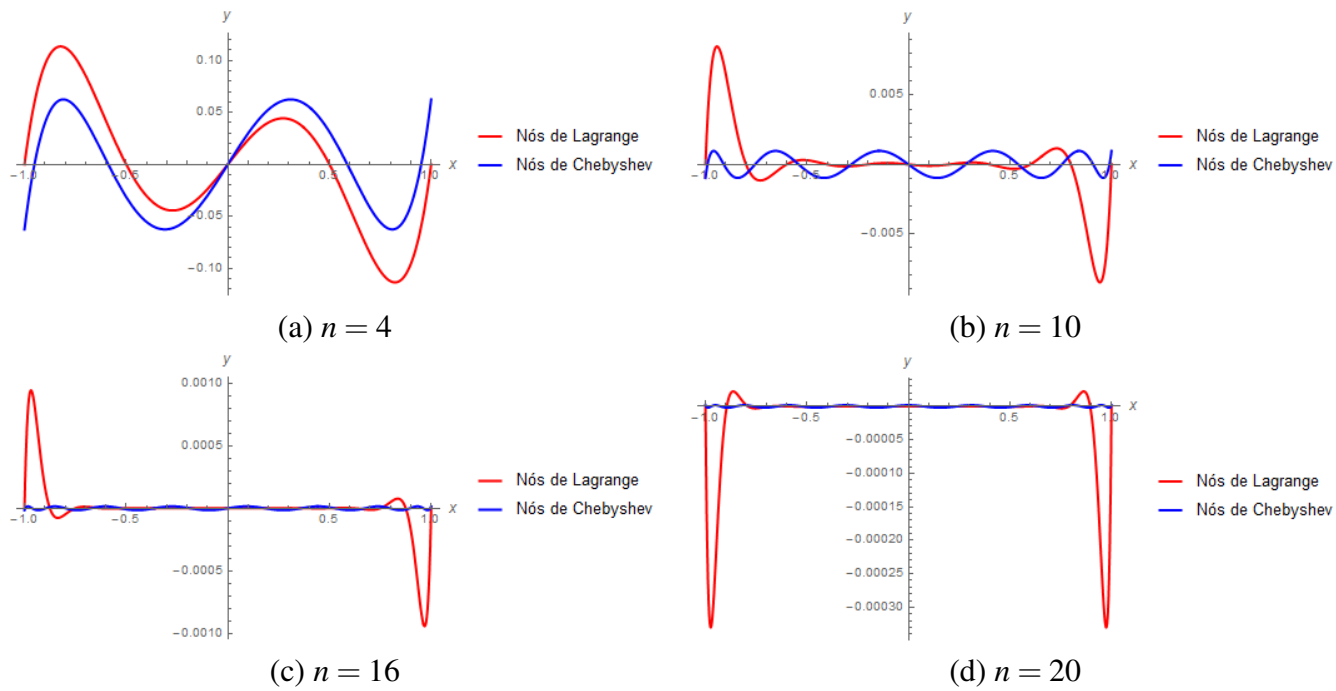 y
0.10
0.05
-1.0
-0.5
0.5
1.0
x
-0.05
-0.10
Nós de Lagrange
Nós de Chebyshev
(a) n = 4
y
0.005
-1.0
-0.5
0.5
1.0
x
-0.005
Nós de Lagrange
Nós de Chebyshev
(b) n = 10
y
0.0010
0.0005
-1.0
-0.5
0.5
1.0
x
-0.0005
-0.0010
Nós de Lagrange
Nós de Chebyshev
(c) n = 16
y
-1.0
-0.5
0.5
1.0
x
-0.00005
-0.00010
-0.00015
-0.00020
-0.00025
-0.00030
Nós de Lagrange
Nós de Chebyshev
(d) n = 20